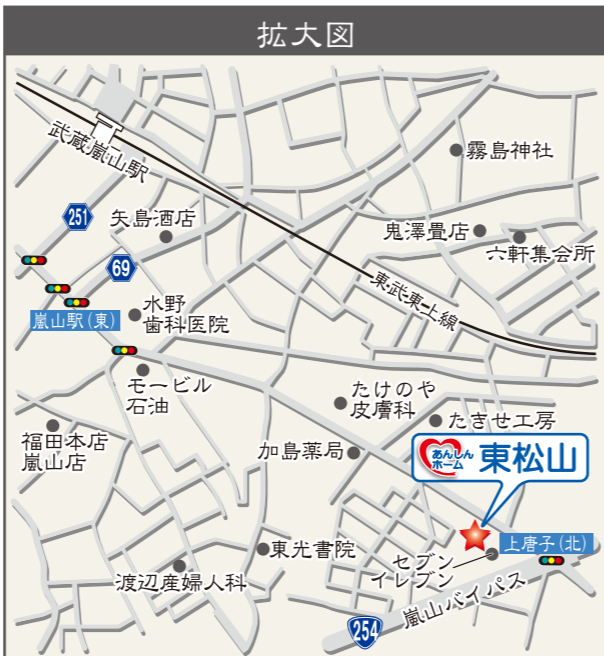 拡大図
武蔵嵐山駅
霧島神社
251
矢島酒店
鬼澤畳店
六軒集会所
69
東武東上線
嵐山駅(東)
水野
歯科医院
モービル
石油
たけのや
皮膚科
たきせ工房
福田本店
嵐山店
加島薬局
あんしん
ホーム
東松山
上唐子(北)
東光書院
セブン
イレブン
渡辺産婦人科
嵐山バイパス
254